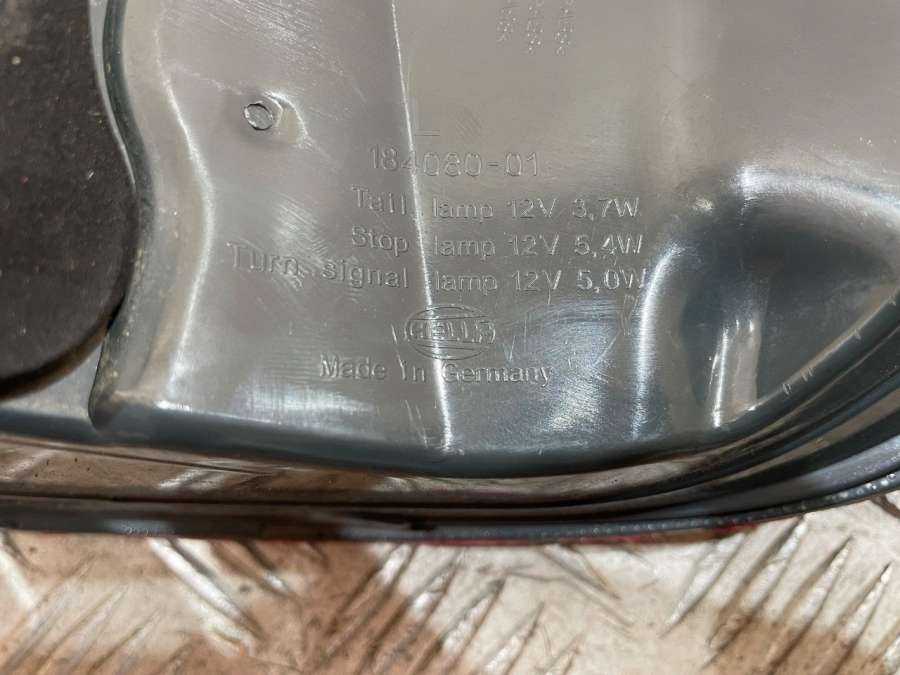 L
184080-01
Tail lamp 12V 3,7W
Stop lamp 12V 5,4W
Turn signal lamp 12V 5,0W
HELLA
Made in Germany